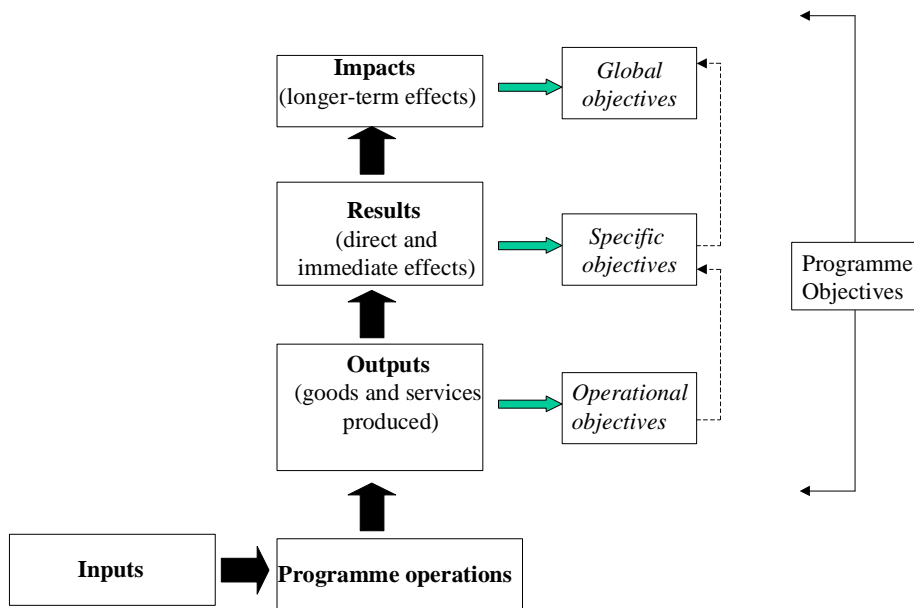 Impacts
(longer-term effects)
Global
objectives
Results
(direct and
immediate effects)
Specific
objectives
Programme
Objectives
Outputs
(goods and services
produced)
Operational
objectives
Inputs
Programme operations